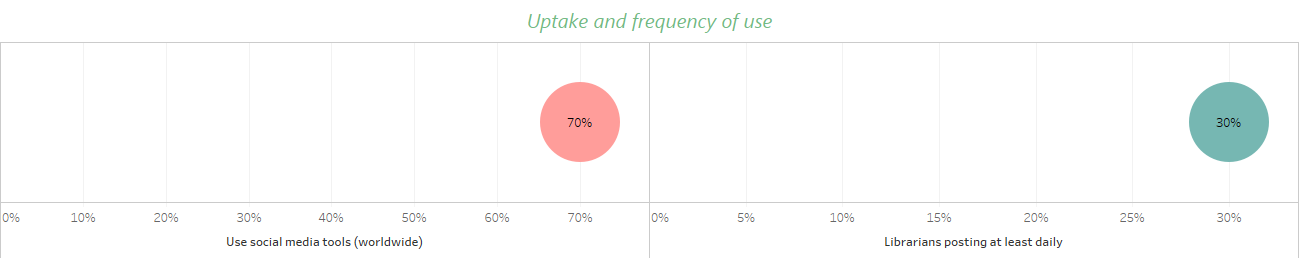 Uptake and frequency of use
70%
30%
0% 10% 20% 30% 40% 50% 60% 70% 0% 5% 10% 15% 20% 25% 30%
Use social media tools (worldwide) Librarians posting at least daily